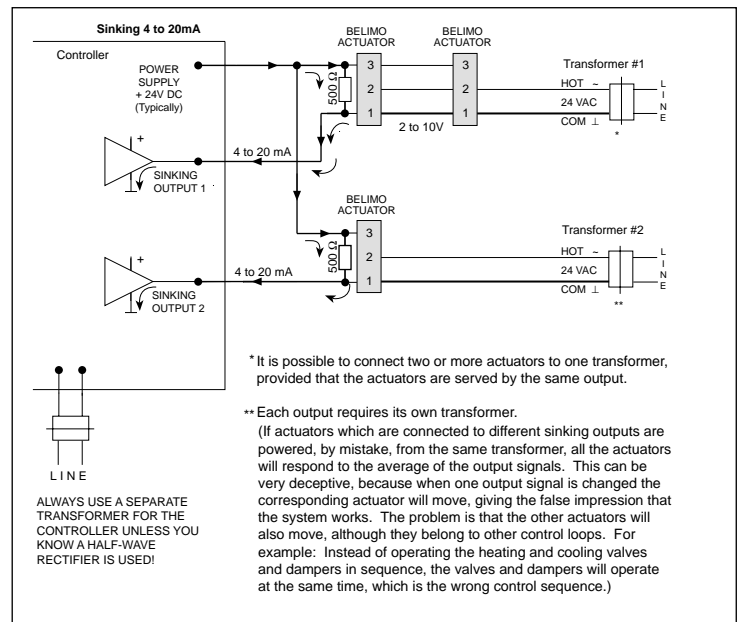 Sinking 4 to 20mA
Controller
POWER
SUPPLY
+ 24V DC
(Typically)
BELIMO
ACTUATOR
BELIMO
ACTUATOR
500 Ω
3
2
1
3
2
1
2 to 10V
Transformer #1
HOT ~
24 VAC
COM ⊥
*
LINE
+
SINKING
OUTPUT 1
4 to 20 mA
BELIMO
ACTUATOR
500 Ω
3
2
1
Transformer #2
HOT ~
24 VAC
COM ⊥
**
LINE
+
SINKING
OUTPUT 2
4 to 20 mA
LINE
ALWAYS USE A SEPARATE
TRANSFORMER FOR THE
CONTROLLER UNLESS YOU
KNOW A HALF-WAVE
RECTIFIER IS USED!
* It is possible to connect two or more actuators to one transformer,
provided that the actuators are served by the same output.
** Each output requires its own transformer.
(If actuators which are connected to different sinking outputs are
powered, by mistake, from the same transformer, all the actuators
will respond to the average of the output signals. This can be
very deceptive, because when one output signal is changed the
corresponding actuator will move, giving the false impression that
the system works. The problem is that the other actuators will
also move, although they belong to other control loops. For
example: Instead of operating the heating and cooling valves
and dampers in sequence, the valves and dampers will operate
at the same time, which is the wrong control sequence.)